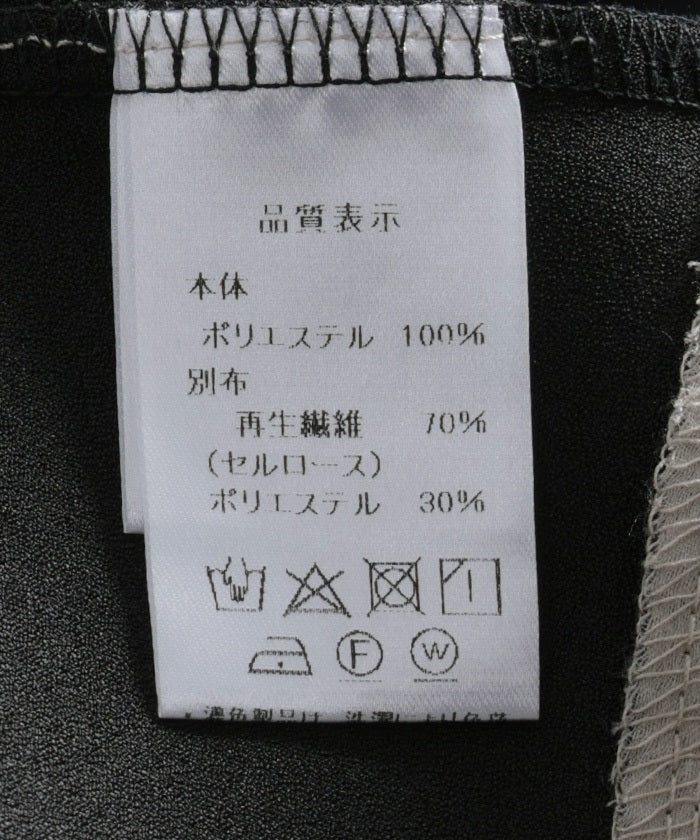 品質表示
本体
ポリエステル 100%
別布
再生繊維 70%
(セルロース)
ポリエステル 30%
F W